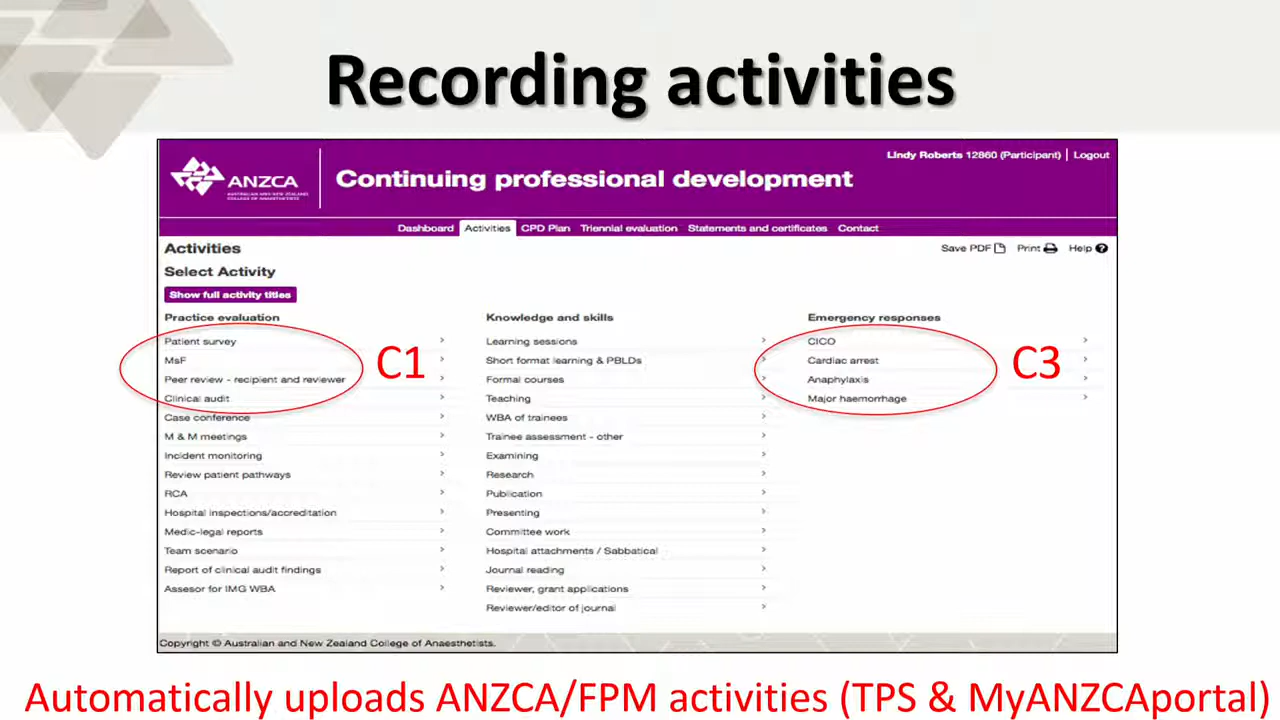 Recording activities
Lindy Roberts 12860 (Participant) | Logout
ANZCA
AUSTRALIAN AND NEW ZEALAND
COLLEGE OF ANAESTHETISTS
Continuing professional development
Dashboard Activities CPD Plan Triennial evaluation Statements and certificates Contact
Activities
Save PDF Print Help ?
Select Activity
Show full activity titles
Practice evaluation
Patient survey
MsF
Peer review - recipient and reviewer
Clinical audit
Case conference
M & M meetings
Incident monitoring
Review patient pathways
RCA
Hospital inspections/accreditation
Medic-legal reports
Team scenario
Report of clinical audit findings
Assessor for IMG WBA
C1
Knowledge and skills
Learning sessions
Short format learning & PBLDs
Formal courses
Teaching
WBA of trainees
Trainee assessment - other
Examining
Research
Publication
Presenting
Committee work
Hospital attachments / Sabbatical
Journal reading
Reviewer, grant applications
Reviewer/editor of journal
Emergency responses
CICO
Cardiac arrest
Anaphylaxis
Major haemorrhage
C3
Copyright © Australian and New Zealand College of Anaesthetists.
Automatically uploads ANZCA/FPM activities (TPS & MyANZCAportal)